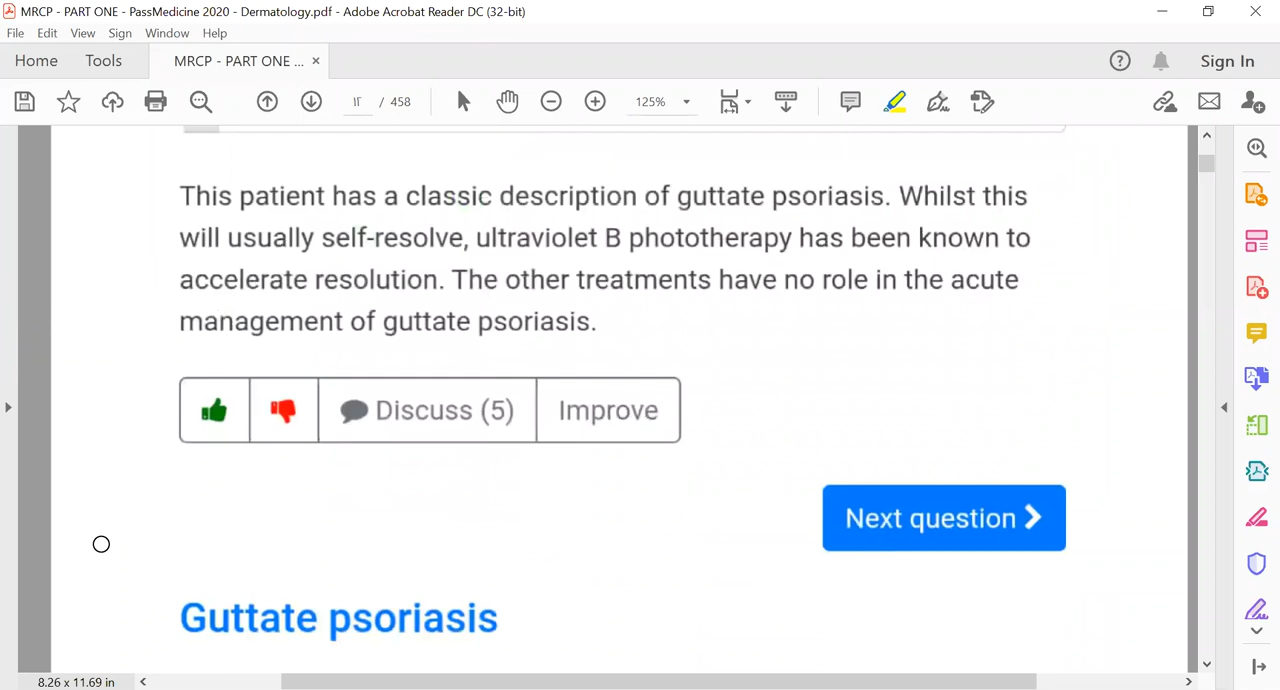 MRCP - PART ONE - PassMedicine 2020 - Dermatology.pdf - Adobe Acrobat Reader DC (32-bit)
File Edit View Sign Window Help
Home Tools MRCP - PART ONE ... × Sign In
/ 458 125%
This patient has a classic description of guttate psoriasis. Whilst this
will usually self-resolve, ultraviolet B phototherapy has been known to
accelerate resolution. The other treatments have no role in the acute
management of guttate psoriasis.
Discuss (5) Improve
Next question
Guttate psoriasis
8.26 x 11.69 in